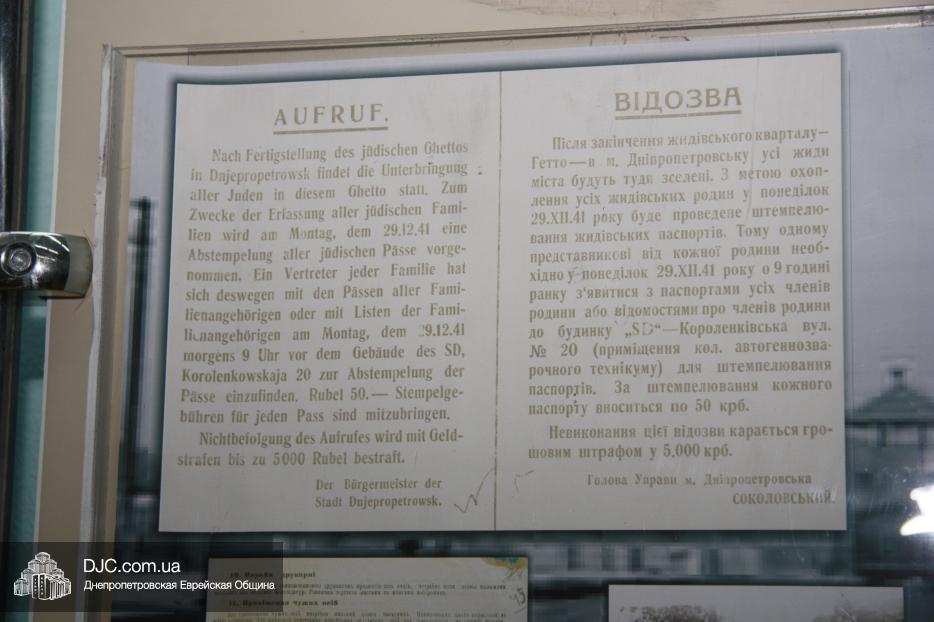 AUFRUF.
Nach Fertigstellung des jüdischen Ghettos
in Dnjepropetrowsk findet die Unterbringung
aller Juden in diesem Ghetto statt. Zum
Zwecke der Erfassung aller jüdischen Fami-
lien wird am Montag, dem 29.12.41 eine
Abstempelung aller jüdischen Pässe vorge-
nommen. Ein Vertreter jeder Familie hat
sich deswegen mit den Pässen aller Fami-
lienangehörigen oder mit Listen der Fami-
lienangehörigen am Montag, dem 29.12.41
morgens 9 Uhr vor dem Gebäude des SD,
Korolenkowskaja 20 zur Abstempelung der
Pässe einzufinden. Rubel 50.— Stempelge-
bühren für jeden Pass sind mitzubringen.
Nichtbefolgung des Aufrufes wird mit Geld-
strafen bis zu 5000 Rubel bestraft.
Der Bürgermeister der
Stadt Dnjepropetrowsk.
ВІДОЗВА
Після закінчення жидівського кварталу—
Гетто—в м. Дніпропетровську усі жиди
міста будуть туди зселені. З метою охоп-
лення усіх жидівських родин у понеділок
29.XII.41 року буде проведене штемпелю-
вання жидівських паспортів. Тому одному
представникові від кожної родини необ-
хідно у понеділок 29.XII.41 року о 9 годині
ранку з'явитися з паспортами усіх членів
родини або відомостями про членів родини
до будинку „SD“—Короленківська вул.
№ 20 (приміщення кол. автогеннозва-
рочного технікуму) для штемпелювання
паспортів. За штемпелювання кожного
паспорту вноситься по 50 крб.
Невиконання цієї відозви карається гро-
шовим штрафом у 5,000 крб.
Голова Управи м. Дніпропетровська
СОКОЛОВСЬКИЙ.
друкарні
11. чужих осіб
DJC.com.ua
Днепропетровская Еврейская Община